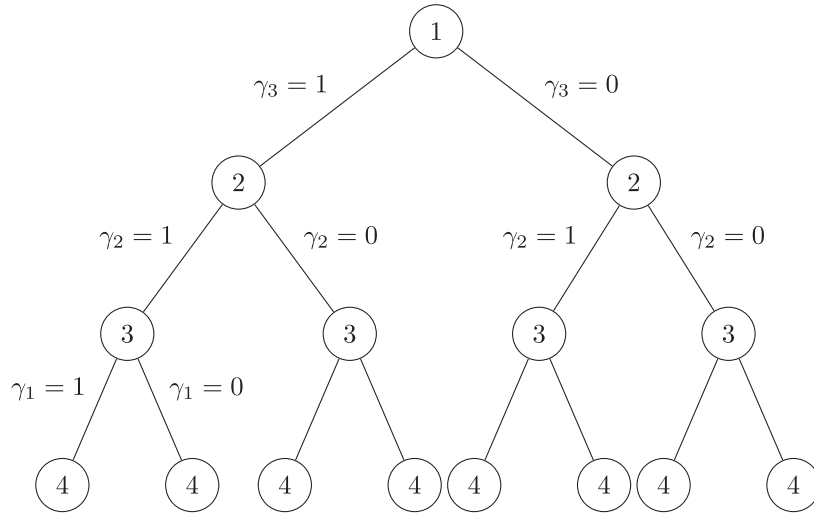 1
γ₃ = 1 γ₃ = 0
2 2
γ₂ = 1 γ₂ = 0 γ₂ = 1 γ₂ = 0
3 3 3 3
γ₁ = 1 γ₁ = 0
4 4 4 4 4 4 4 4